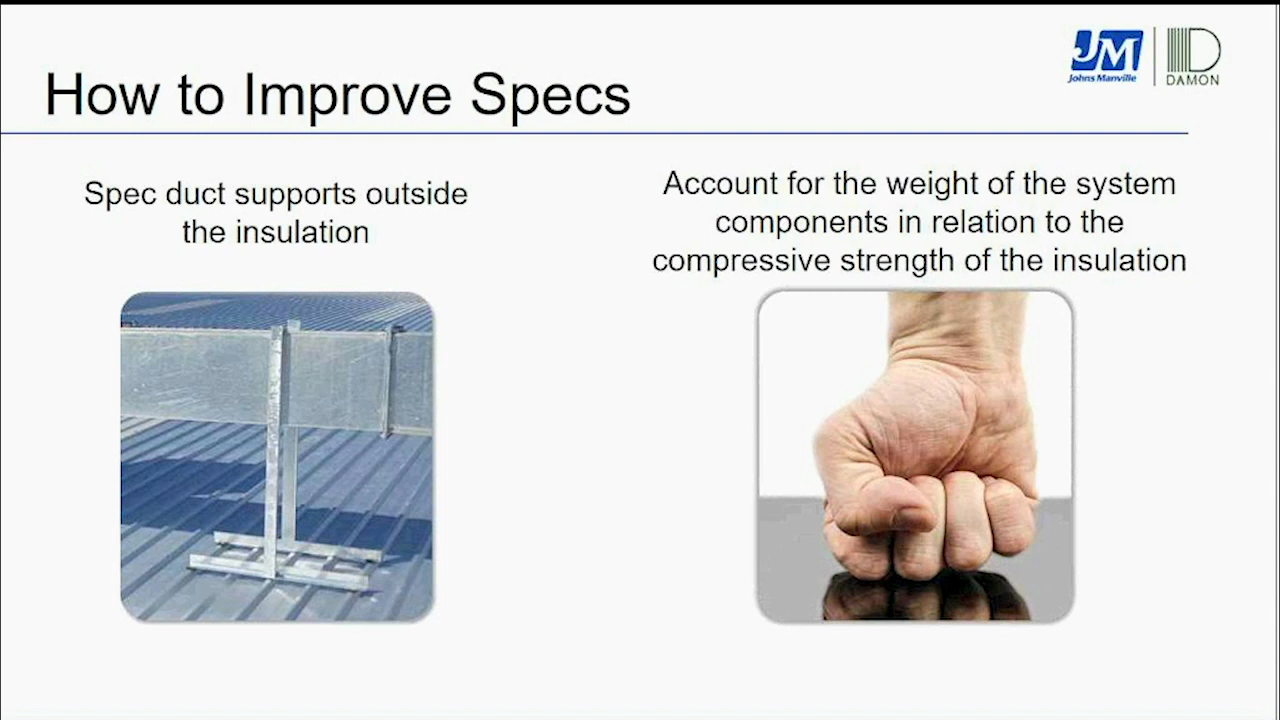 How to Improve Specs
JM
Johns Manville
D
DAMON
Spec duct supports outside
the insulation
Account for the weight of the system
components in relation to the
compressive strength of the insulation